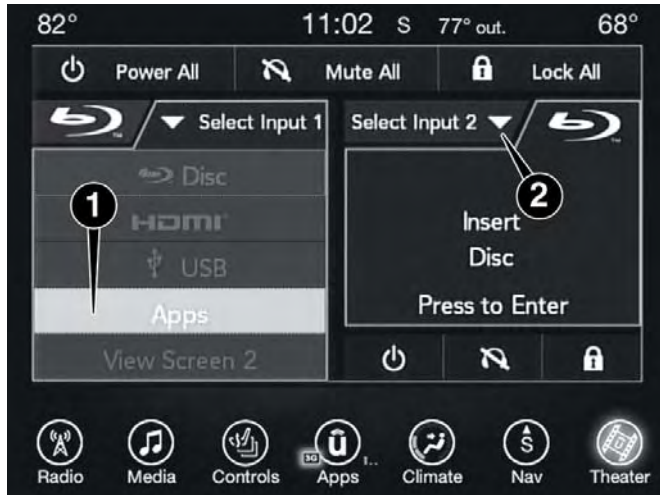 82° 11:02 S 77° out. 68°
Power All Mute All Lock All
Select Input 1 Select Input 2
Disc
HDMI
USB
Apps
View Screen 2
1
2
Insert
Disc
Press to Enter
Radio Media Controls 3G Apps 1.. Climate S Nav Theater